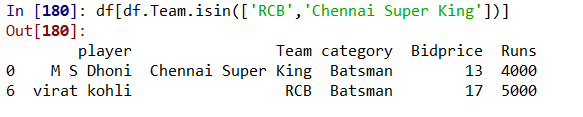 In [180]: df[df.Team.isin(['RCB','Chennai Super King'])]
Out[180]:
player Team category Bidprice Runs
0 M S Dhoni Chennai Super King Batsman 13 4000
6 virat kohli RCB Batsman 17 5000